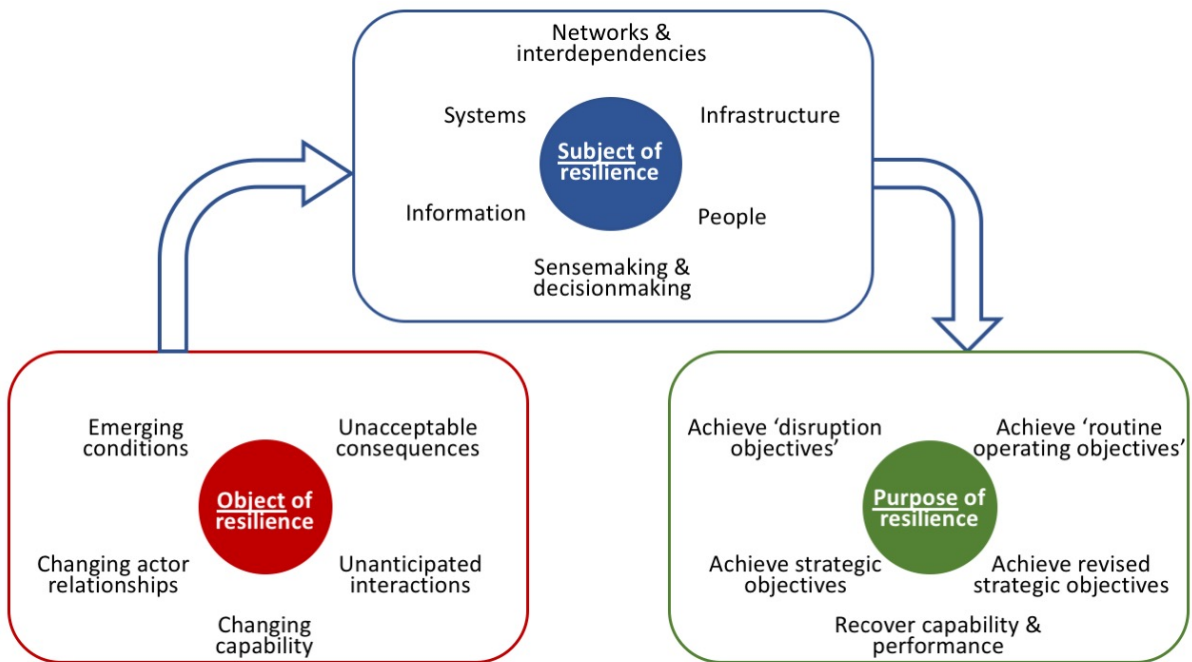 Networks &
interdependencies
Systems
Infrastructure
Subject of
resilience
Information
People
Sensemaking &
decisionmaking
Emerging
conditions
Unacceptable
consequences
Object of
resilience
Changing actor
relationships
Unanticipated
interactions
Changing
capability
Achieve ‘disruption
objectives’
Achieve ‘routine
operating objectives’
Purpose of
resilience
Achieve strategic
objectives
Achieve revised
strategic objectives
Recover capability &
performance